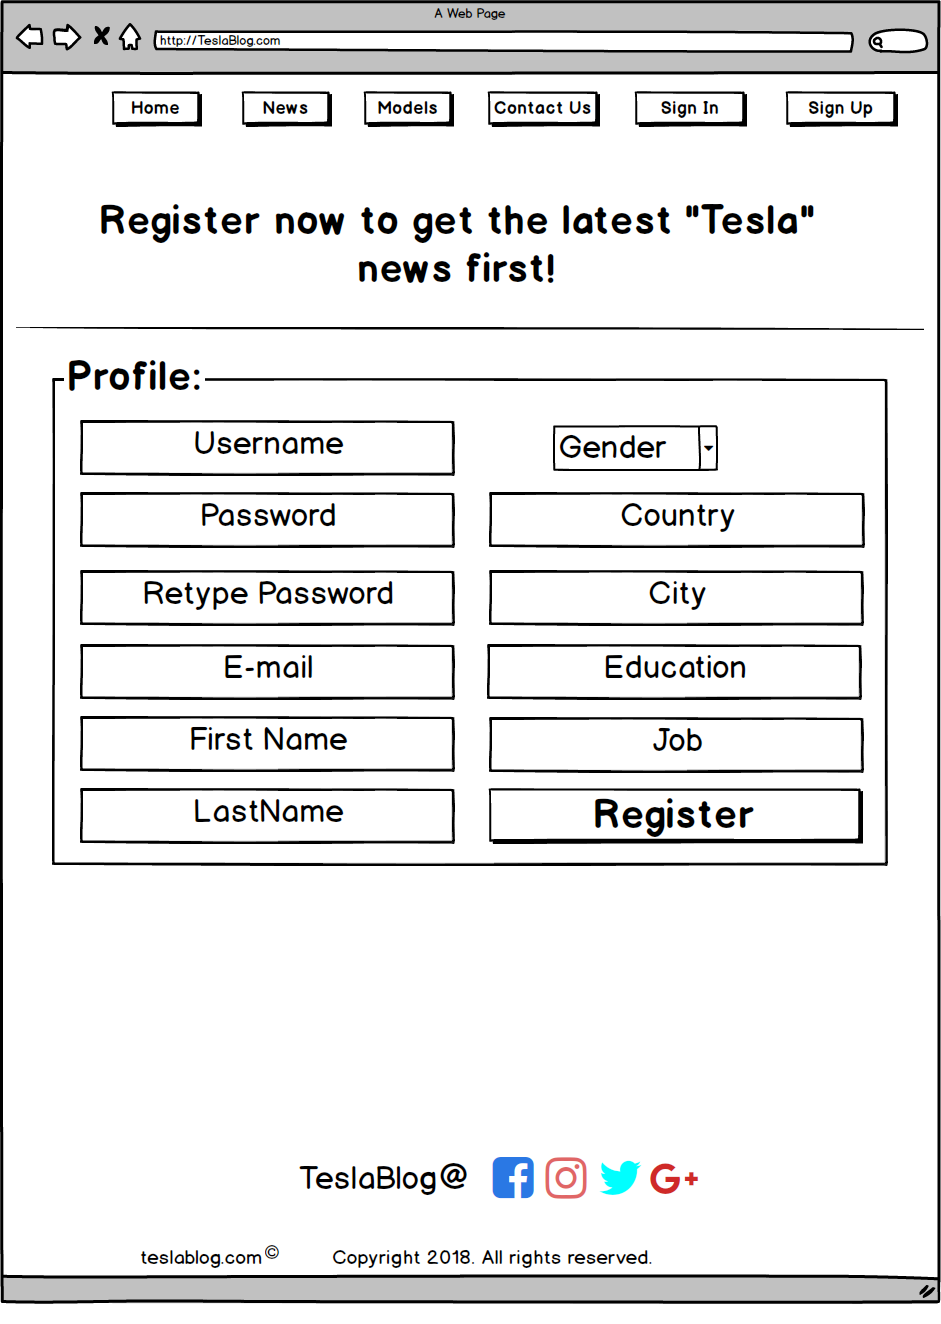 A Web Page
http://TeslaBlog.com
Home News Models Contact Us Sign In Sign Up
Register now to get the latest "Tesla"
news first!
Profile:
Username Gender
Password Country
Retype Password City
E-mail Education
First Name Job
LastName Register
TeslaBlog@ G+
teslablog.com© Copyright 2018. All rights reserved.